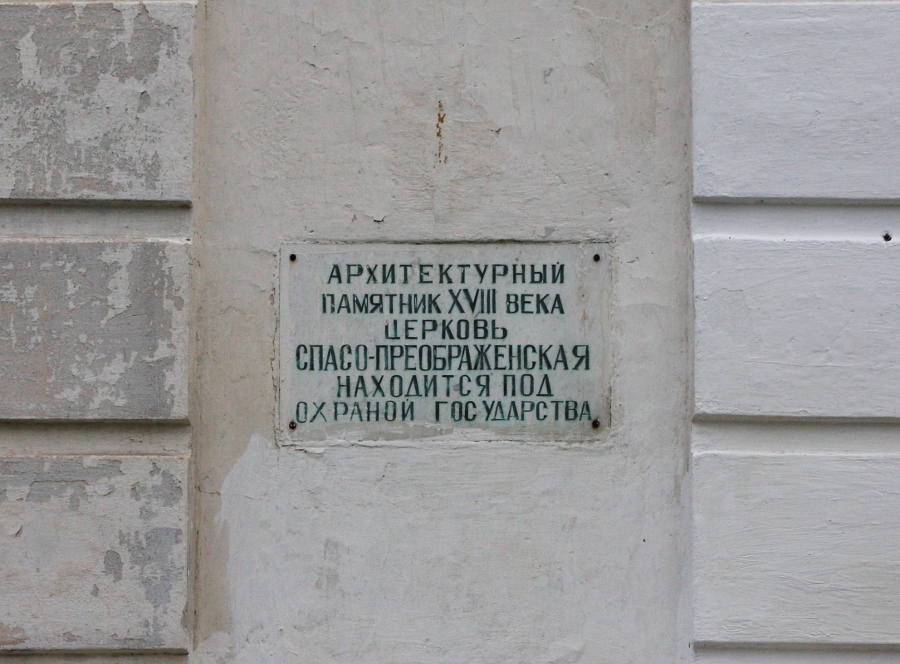 АРХИТЕКТУРНЫЙ
ПАМЯТНИК XVIII ВЕКА
ЦЕРКОВЬ
СПАСО-ПРЕОБРАЖЕНСКАЯ
НАХОДИТСЯ ПОД
ОХРАНОЙ ГОСУДАРСТВА